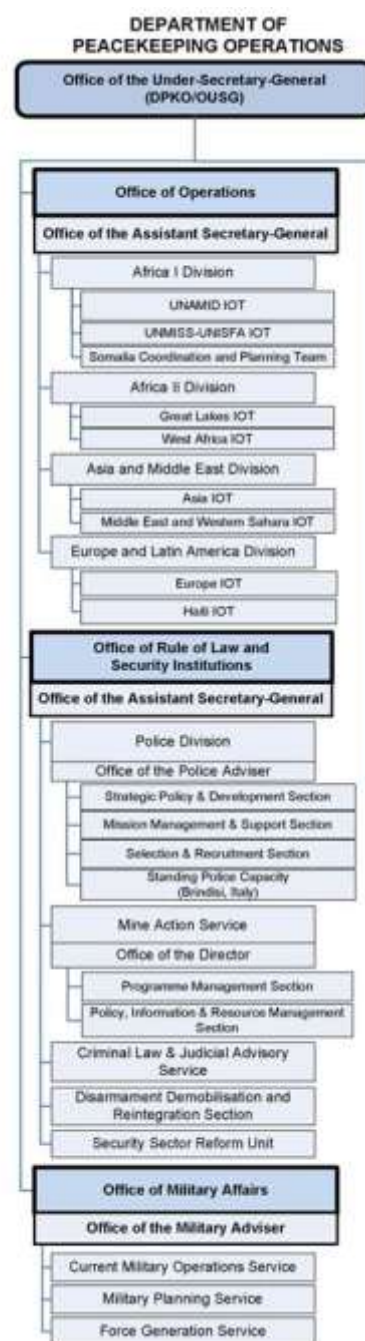 DEPARTMENT OF
PEACEKEEPING OPERATIONS
Office of the Under-Secretary-General
(DPKO/OUSG)
Office of Operations
Office of the Assistant Secretary-General
Africa I Division
UNAMID IOT
UNMISS-UNISFA IOT
Somalia Coordination and Planning Team
Africa II Division
Great Lakes IOT
West Africa IOT
Asia and Middle East Division
Asia IOT
Middle East and Western Sahara IOT
Europe and Latin America Division
Europe IOT
Haiti IOT
Office of Rule of Law and
Security Institutions
Office of the Assistant Secretary-General
Police Division
Office of the Police Adviser
Strategic Policy & Development Section
Mission Management & Support Section
Selection & Recruitment Section
Standing Police Capacity
(Brindisi, Italy)
Mine Action Service
Office of the Director
Programme Management Section
Policy, Information & Resource Management
Section
Criminal Law & Judicial Advisory
Service
Disarmament Demobilisation and
Reintegration Section
Security Sector Reform Unit
Office of Military Affairs
Office of the Military Adviser
Current Military Operations Service
Military Planning Service
Force Generation Service